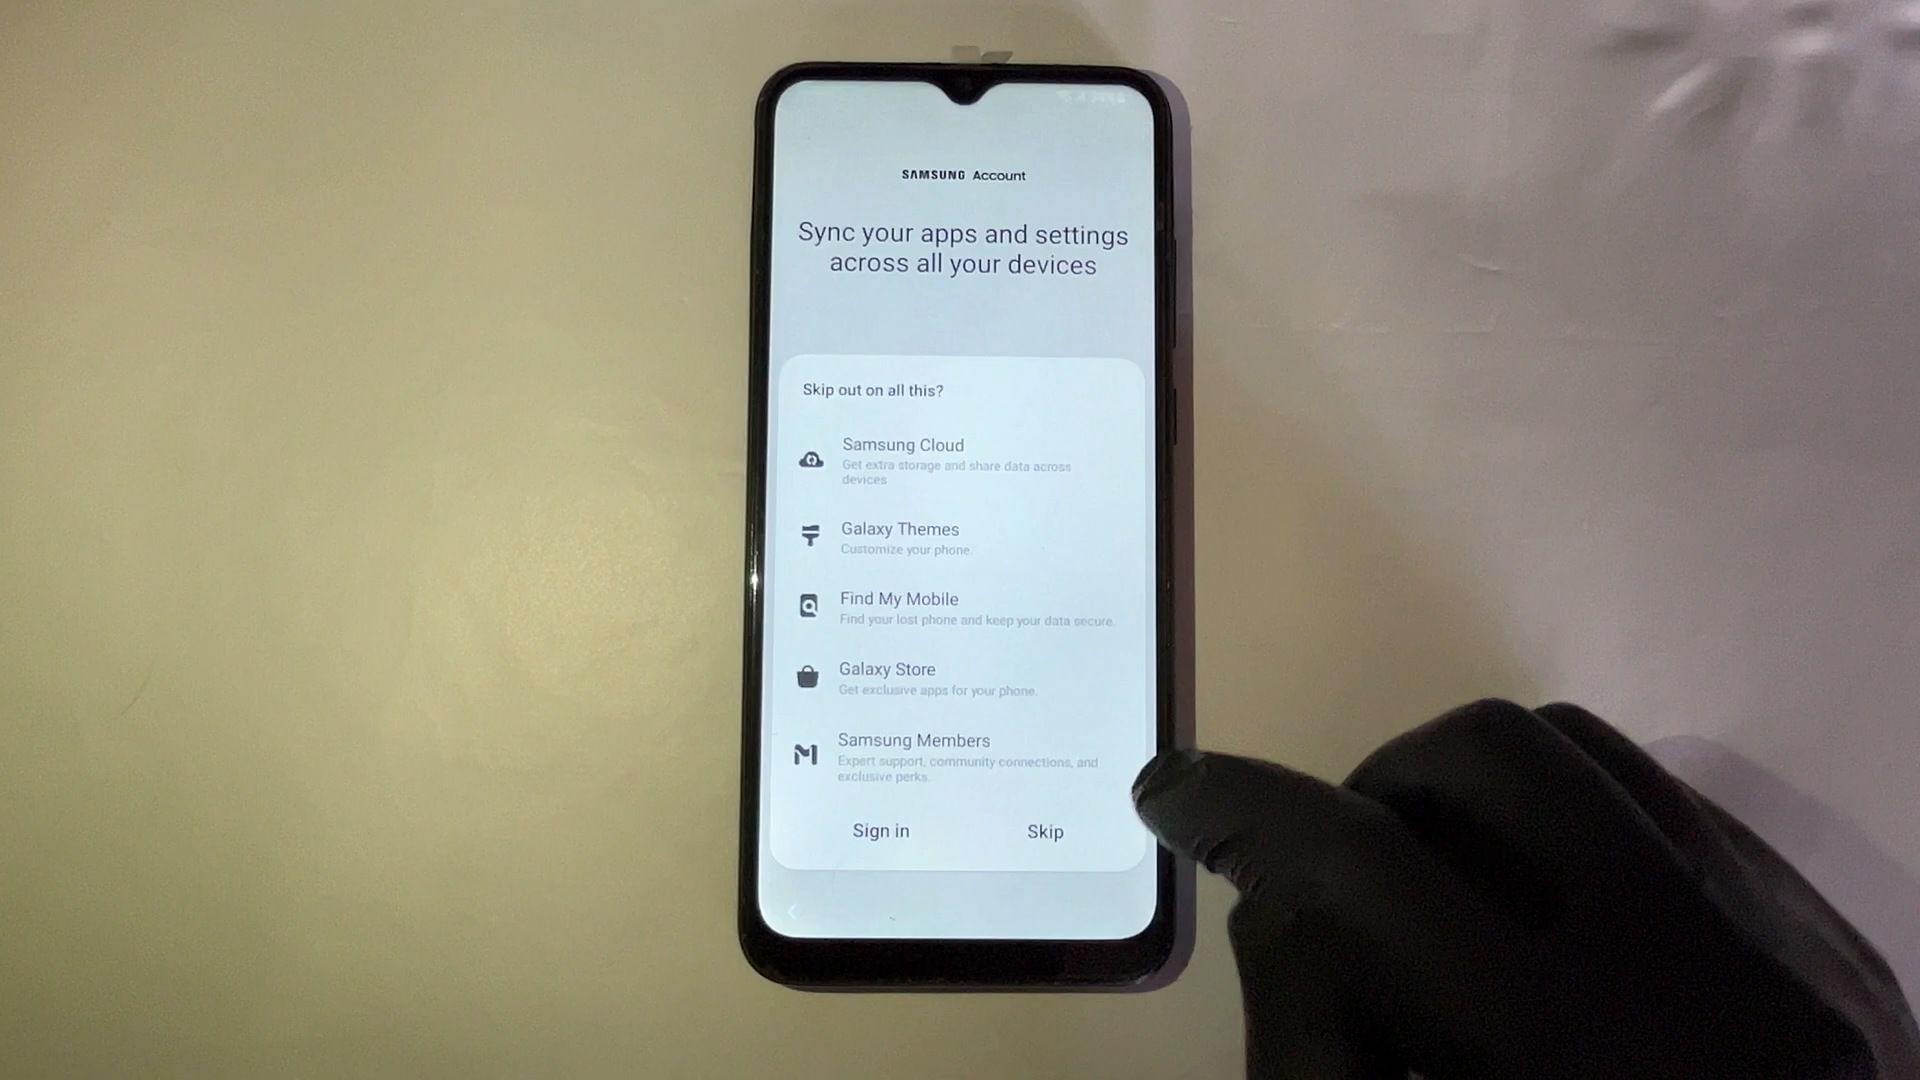 SAMSUNG Account
Sync your apps and settings
across all your devices
Skip out on all this?
Samsung Cloud
Get extra storage and share data across
devices
Galaxy Themes
Customize your phone.
Find My Mobile
Find your lost phone and keep your data secure.
Galaxy Store
Get exclusive apps for your phone.
Samsung Members
Expert support, community connections, and
exclusive perks.
Sign in
Skip